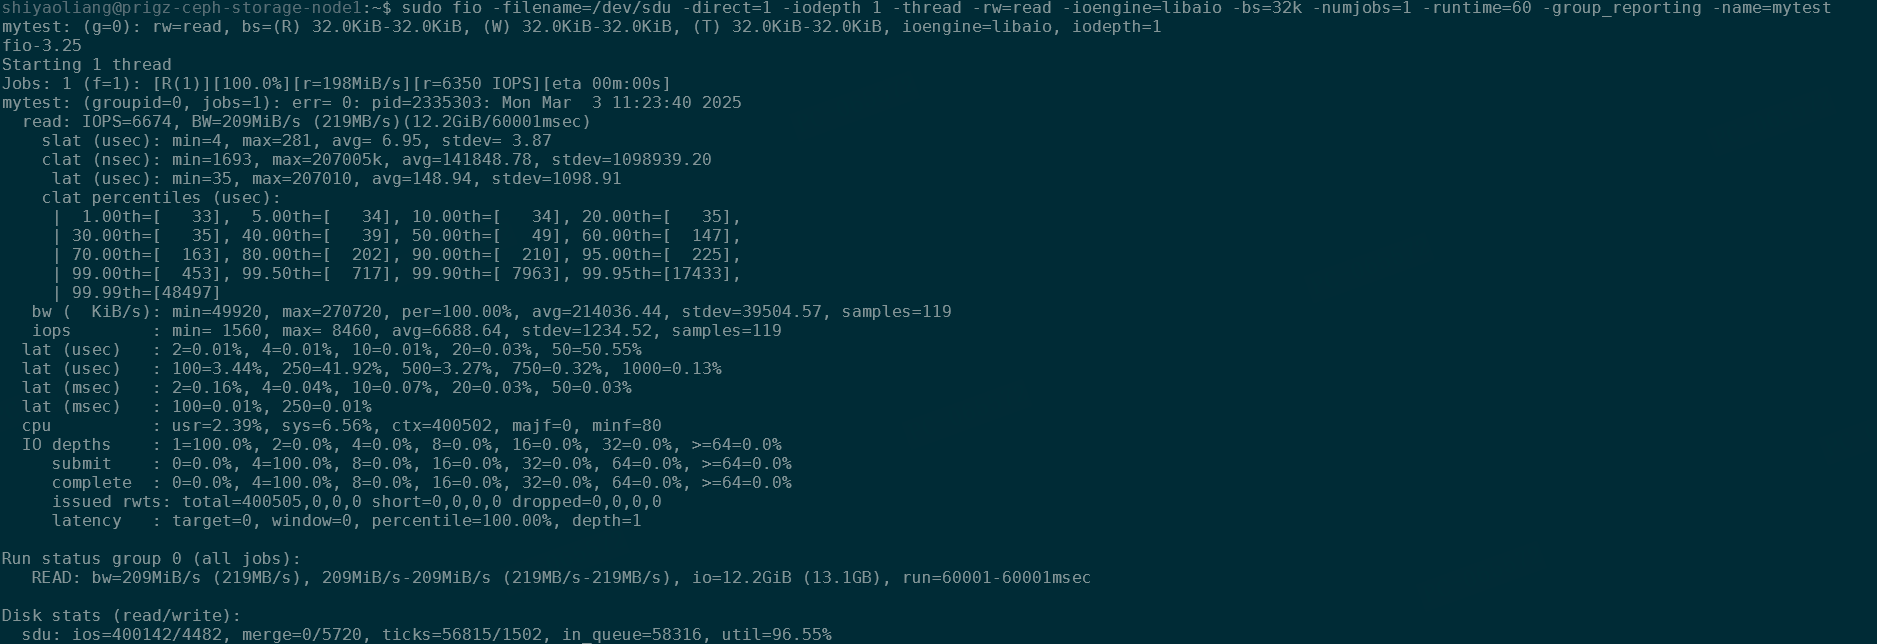 shiyaoliang@prigz-ceph-storage-node1:~$ sudo fio -filename=/dev/sdu -direct=1 -iodepth 1 -thread -rw=read -ioengine=libaio -bs=32k -numjobs=1 -runtime=60 -group_reporting -name=mytest
mytest: (g=0): rw=read, bs=(R) 32.0KiB-32.0KiB, (W) 32.0KiB-32.0KiB, (T) 32.0KiB-32.0KiB, ioengine=libaio, iodepth=1
fio-3.25
Starting 1 thread
Jobs: 1 (f=1): [R(1)][100.0%][r=198MiB/s][r=6350 IOPS][eta 00m:00s]
mytest: (groupid=0, jobs=1): err= 0: pid=2335303: Mon Mar  3 11:23:40 2025
  read: IOPS=6674, BW=209MiB/s (219MB/s)(12.2GiB/60001msec)
    slat (usec): min=4, max=281, avg= 6.95, stdev= 3.87
    clat (nsec): min=1693, max=207005k, avg=141848.78, stdev=1098939.20
     lat (usec): min=35, max=207010, avg=148.94, stdev=1098.91
    clat percentiles (usec):
     |  1.00th=[   33],  5.00th=[   34], 10.00th=[   34], 20.00th=[   35],
     | 30.00th=[   35], 40.00th=[   39], 50.00th=[   49], 60.00th=[  147],
     | 70.00th=[  163], 80.00th=[  202], 90.00th=[  210], 95.00th=[  225],
     | 99.00th=[  453], 99.50th=[  717], 99.90th=[ 7963], 99.95th=[17433],
     | 99.99th=[48497]
   bw (  KiB/s): min=49920, max=270720, per=100.00%, avg=214036.44, stdev=39504.57, samples=119
   iops        : min= 1560, max= 8460, avg=6688.64, stdev=1234.52, samples=119
  lat (usec)   : 2=0.01%, 4=0.01%, 10=0.01%, 20=0.03%, 50=50.55%
  lat (usec)   : 100=3.44%, 250=41.92%, 500=3.27%, 750=0.32%, 1000=0.13%
  lat (msec)   : 2=0.16%, 4=0.04%, 10=0.07%, 20=0.03%, 50=0.03%
  lat (msec)   : 100=0.01%, 250=0.01%
  cpu          : usr=2.39%, sys=6.56%, ctx=400502, majf=0, minf=80
  IO depths    : 1=100.0%, 2=0.0%, 4=0.0%, 8=0.0%, 16=0.0%, 32=0.0%, >=64=0.0%
     submit    : 0=0.0%, 4=100.0%, 8=0.0%, 16=0.0%, 32=0.0%, 64=0.0%, >=64=0.0%
     complete  : 0=0.0%, 4=100.0%, 8=0.0%, 16=0.0%, 32=0.0%, 64=0.0%, >=64=0.0%
     issued rwts: total=400505,0,0,0 short=0,0,0,0 dropped=0,0,0,0
     latency   : target=0, window=0, percentile=100.00%, depth=1

Run status group 0 (all jobs):
   READ: bw=209MiB/s (219MB/s), 209MiB/s-209MiB/s (219MB/s-219MB/s), io=12.2GiB (13.1GB), run=60001-60001msec

Disk stats (read/write):
  sdu: ios=400142/4482, merge=0/5720, ticks=56815/1502, in_queue=58316, util=96.55%